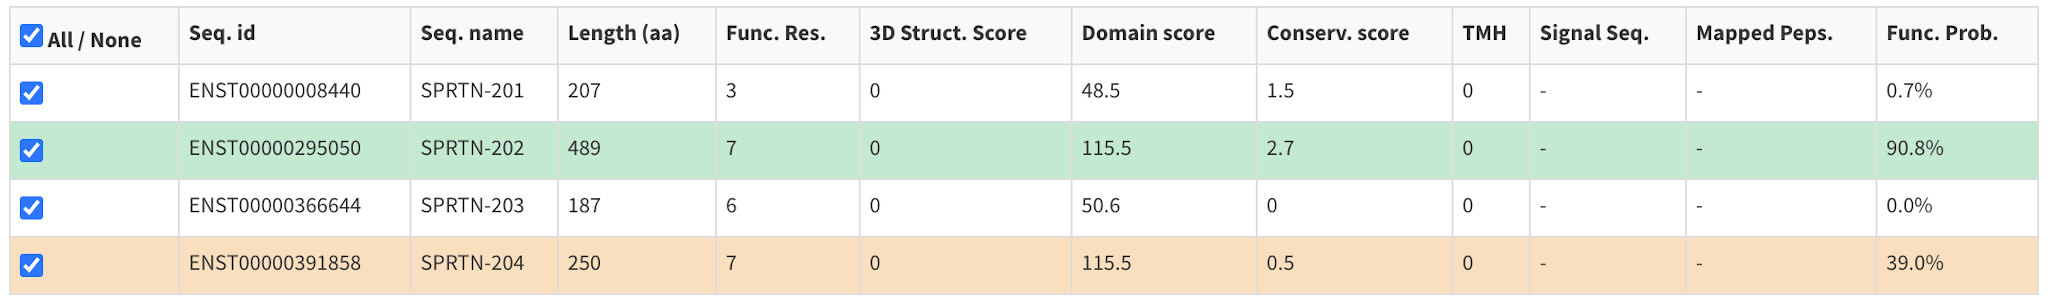 All / None Seq. id Seq. name Length (aa) Func. Res. 3D Struct. Score Domain score Conserv. score TMH Signal Seq. Mapped Peps. Func. Prob.
ENST00000008440 SPRTN-201 207 3 0 48.5 1.5 0 - - 0.7%
ENST00000295050 SPRTN-202 489 7 0 115.5 2.7 0 - - 90.8%
ENST00000366644 SPRTN-203 187 6 0 50.6 0 0 - - 0.0%
ENST00000391858 SPRTN-204 250 7 0 115.5 0.5 0 - - 39.0%